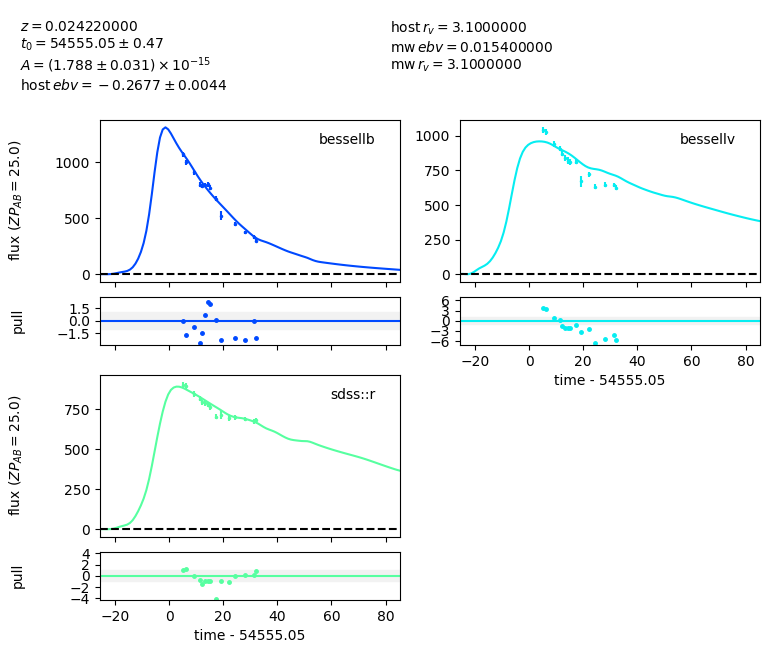 z = 0.024220000
t₀ = 54555.05 ± 0.47
A = (1.788 ± 0.031) × 10⁻¹⁵
host ebv = −0.2677 ± 0.0044
host r_v = 3.1000000
mw ebv = 0.015400000
mw r_v = 3.1000000
flux (ZP_AB = 25.0)
1000
500
0
bessellb
1000
750
500
250
0
bessellv
pull
1.5
0.0
−1.5
6
3
0
−3
−6
−20 0 20 40 60 80
time - 54555.05
flux (ZP_AB = 25.0)
750
500
250
0
sdss::r
pull
4
2
0
−2
−4
−20 0 20 40 60 80
time - 54555.05